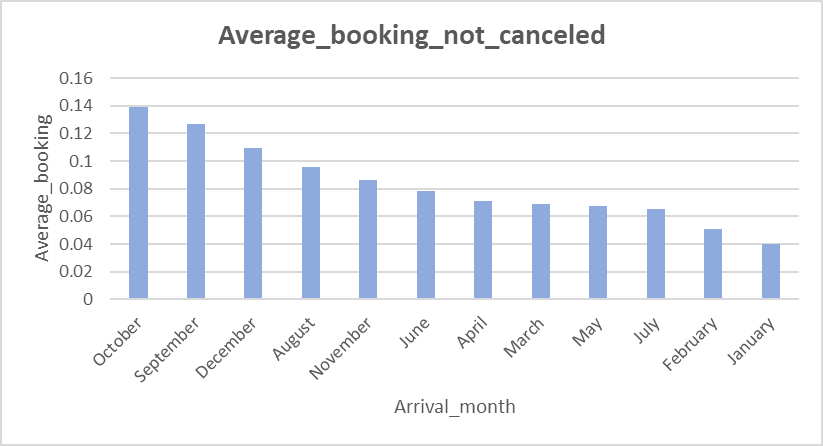 Average_booking_not_canceled
Average_booking
0.16
0.14
0.12
0.1
0.08
0.06
0.04
0.02
0
October
September
December
August
November
June
April
March
May
July
February
January
Arrival_month